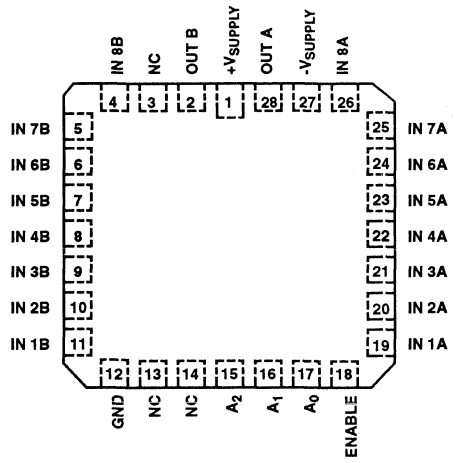 IN 8B
NC
OUT B
+VSUPPLY
OUT A
-VSUPPLY
IN 8A
4
3
2
1
28
27
26
IN 7B 5
25 IN 7A
IN 6B 6
24 IN 6A
IN 5B 7
23 IN 5A
IN 4B 8
22 IN 4A
IN 3B 9
21 IN 3A
IN 2B 10
20 IN 2A
IN 1B 11
19 IN 1A
12
13
14
15
16
17
18
GND
NC
NC
A2
A1
A0
ENABLE